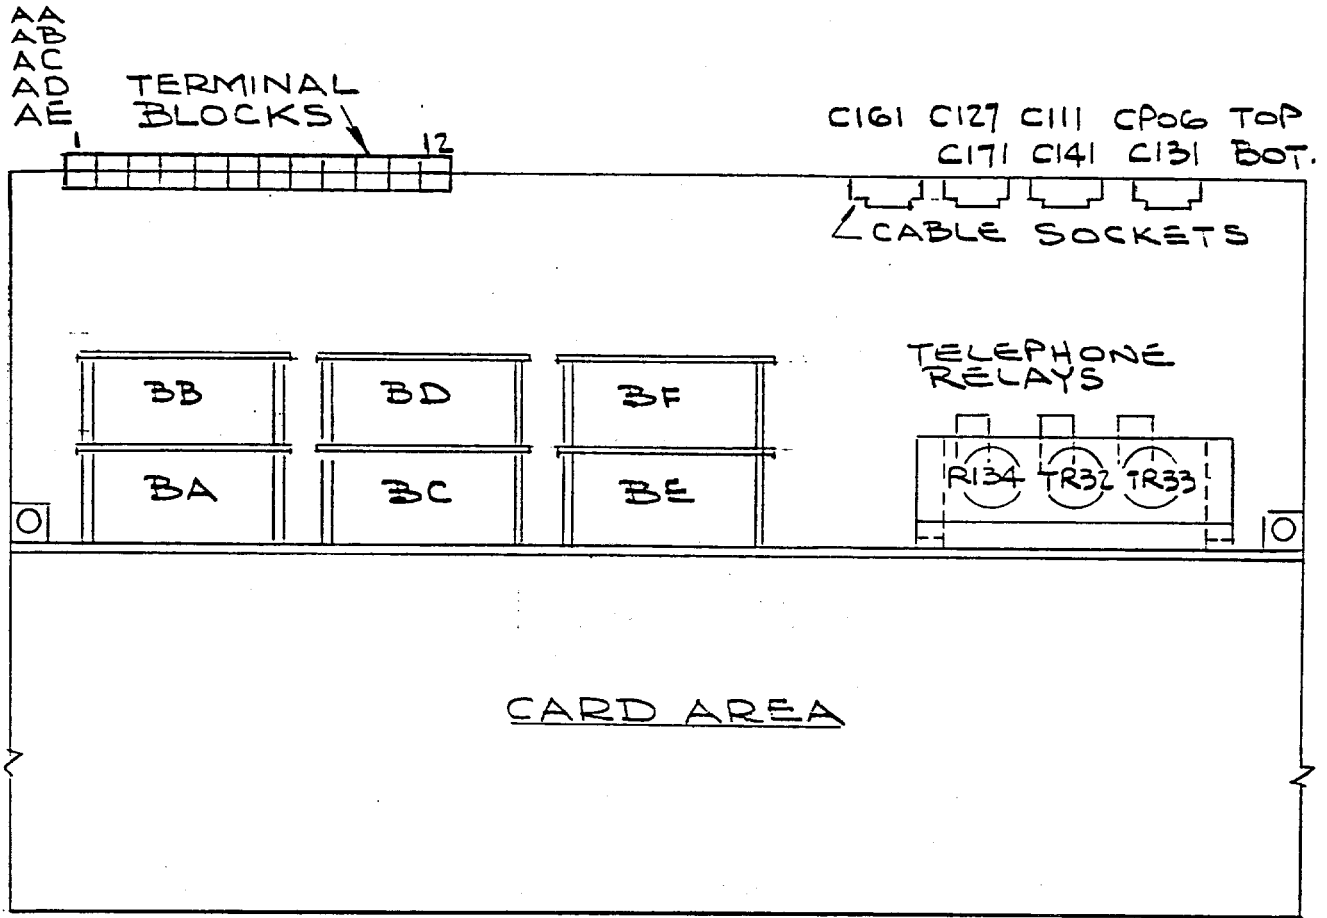 AA
AB
AC
AD
AE
TERMINAL
BLOCKS
1
12
C161 C127 C111 CP06 TOP
C171 C141 C131 BOT.
CABLE SOCKETS
BB
BD
BF
TELEPHONE
RELAYS
BA
BC
BE
R134
TR32
TR33
CARD AREA